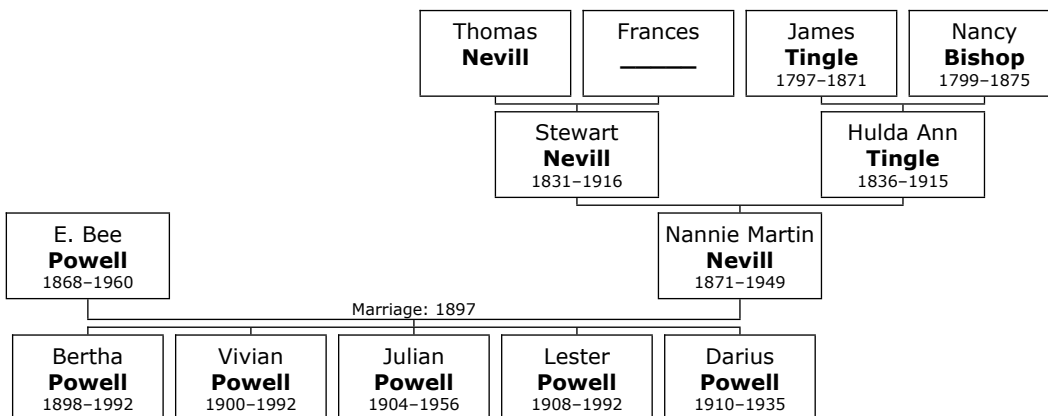 Thomas
Nevill
Frances
______
James
Tingle
1797–1871
Nancy
Bishop
1799–1875
Stewart
Nevill
1831–1916
Hulda Ann
Tingle
1836–1915
E. Bee
Powell
1868–1960
Nannie Martin
Nevill
1871–1949
Marriage: 1897
Bertha
Powell
1898–1992
Vivian
Powell
1900–1992
Julian
Powell
1904–1956
Lester
Powell
1908–1992
Darius
Powell
1910–1935